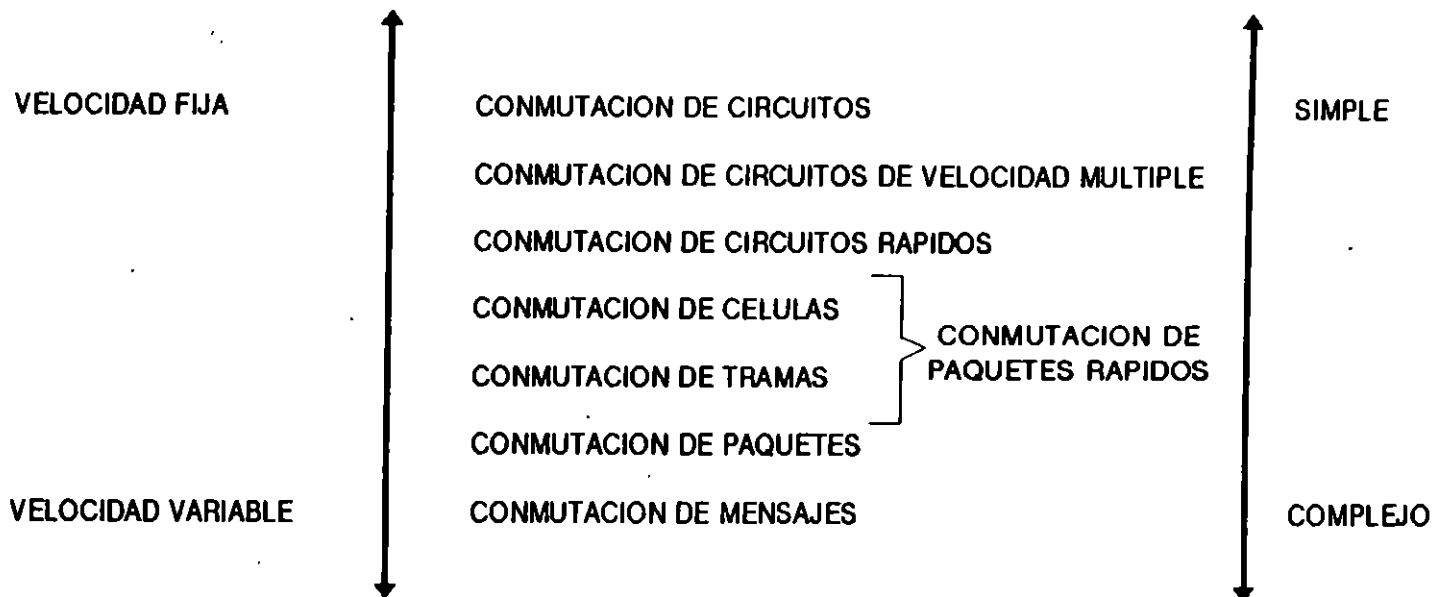 VELOCIDAD FIJA
CONMUTACION DE CIRCUITOS
SIMPLE
CONMUTACION DE CIRCUITOS DE VELOCIDAD MULTIPLE
CONMUTACION DE CIRCUITOS RAPIDOS
CONMUTACION DE CELULAS
CONMUTACION DE
PAQUETES RAPIDOS
CONMUTACION DE TRAMAS
CONMUTACION DE PAQUETES
VELOCIDAD VARIABLE
CONMUTACION DE MENSAJES
COMPLEJO